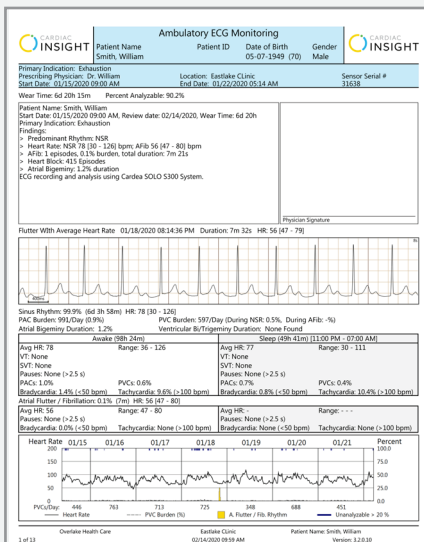 CARDIAC
INSIGHT
Ambulatory ECG Monitoring
Patient Name
Smith, William
Patient ID
Date of Birth
05-07-1949 (70)
Gender
Male
CARDIAC
INSIGHT
Primary Indication: Exhaustion
Prescribing Physician: Dr. William
Location: Eastlake CLinic
Sensor Serial #
Start Date: 01/15/2020 09:00 AM
End Date: 01/22/2020 05:14 AM
31638
Wear Time: 6d 20h 15m Percent Analyzable: 90.2%
Patient Name: Smith, William
Start Date: 01/15/2020 09:00 AM, Review date: 02/14/2020, Wear Time: 6d 20h
Primary Indication: Exhaustion
Findings:
> Predominant Rhythm: NSR
> Heart Rate: NSR 78 [30 - 126] bpm; AFib 56 [47 - 80] bpm
> AFib: 1 episodes, 0.1% burden, total duration: 7m 21s
> Heart Block: 415 Episodes
> Atrial Bigeminy: 1.2% duration
ECG recording and analysis using Cardea SOLO S300 System.
Physician Signature
Flutter With Average Heart Rate 01/18/2020 08:14:36 PM Duration: 7m 32s HR: 56 [47 - 79]
8s
400ms
Sinus Rhythm: 99.9% (6d 3h 58m) HR: 78 [30 - 126]
PAC Burden: 991/Day (0.9%) PVC Burden: 597/Day (During NSR: 0.5%, During AFib: -%)
Atrial Bigeminy Duration: 1.2% Ventricular Bi/Trigeminy Duration: None Found
Awake (98h 24m)
Sleep (49h 41m) [11:00 PM - 07:00 AM]
Avg HR: 78 Range: 36 - 126
Avg HR: 77 Range: 30 - 111
VT: None
VT: None
SVT: None
SVT: None
Pauses: None (>2.5 s)
Pauses: None (>2.5 s)
PACs: 1.0% PVCs: 0.6%
PACs: 0.7% PVCs: 0.4%
Bradycardia: 1.4% (<50 bpm) Tachycardia: 9.6% (>100 bpm)
Bradycardia: 0.8% (<50 bpm) Tachycardia: 10.4% (>100 bpm)
Atrial Flutter / Fibrillation: 0.1% (7m) HR: 56 [47 - 80]
Avg HR: 56 Range: 47 - 80
Avg HR: - Range: - - -
Pauses: None (>2.5 s)
Pauses: None (>2.5 s)
Bradycardia: 0.0% (<50 bpm) Tachycardia: None (>100 bpm)
Bradycardia: None (<50 bpm) Tachycardia: None (>100 bpm)
Heart Rate 01/15 01/16 01/17 01/18 01/19 01/20 01/21 Percent
200 100.0
150 75.0
100 50.0
50 25.0
0 0.0
PVCs/Day: 446 763 713 725 348 688 451
Heart Rate PVC Burden (%) A. Flutter / Fib. Rhythm Unanalyzable > 20 %
Overlake Health Care
Eastlake Clinic
Patient Name: Smith, William
1 of 13
02/14/2020 09:59 AM
Version: 3.2.0.10